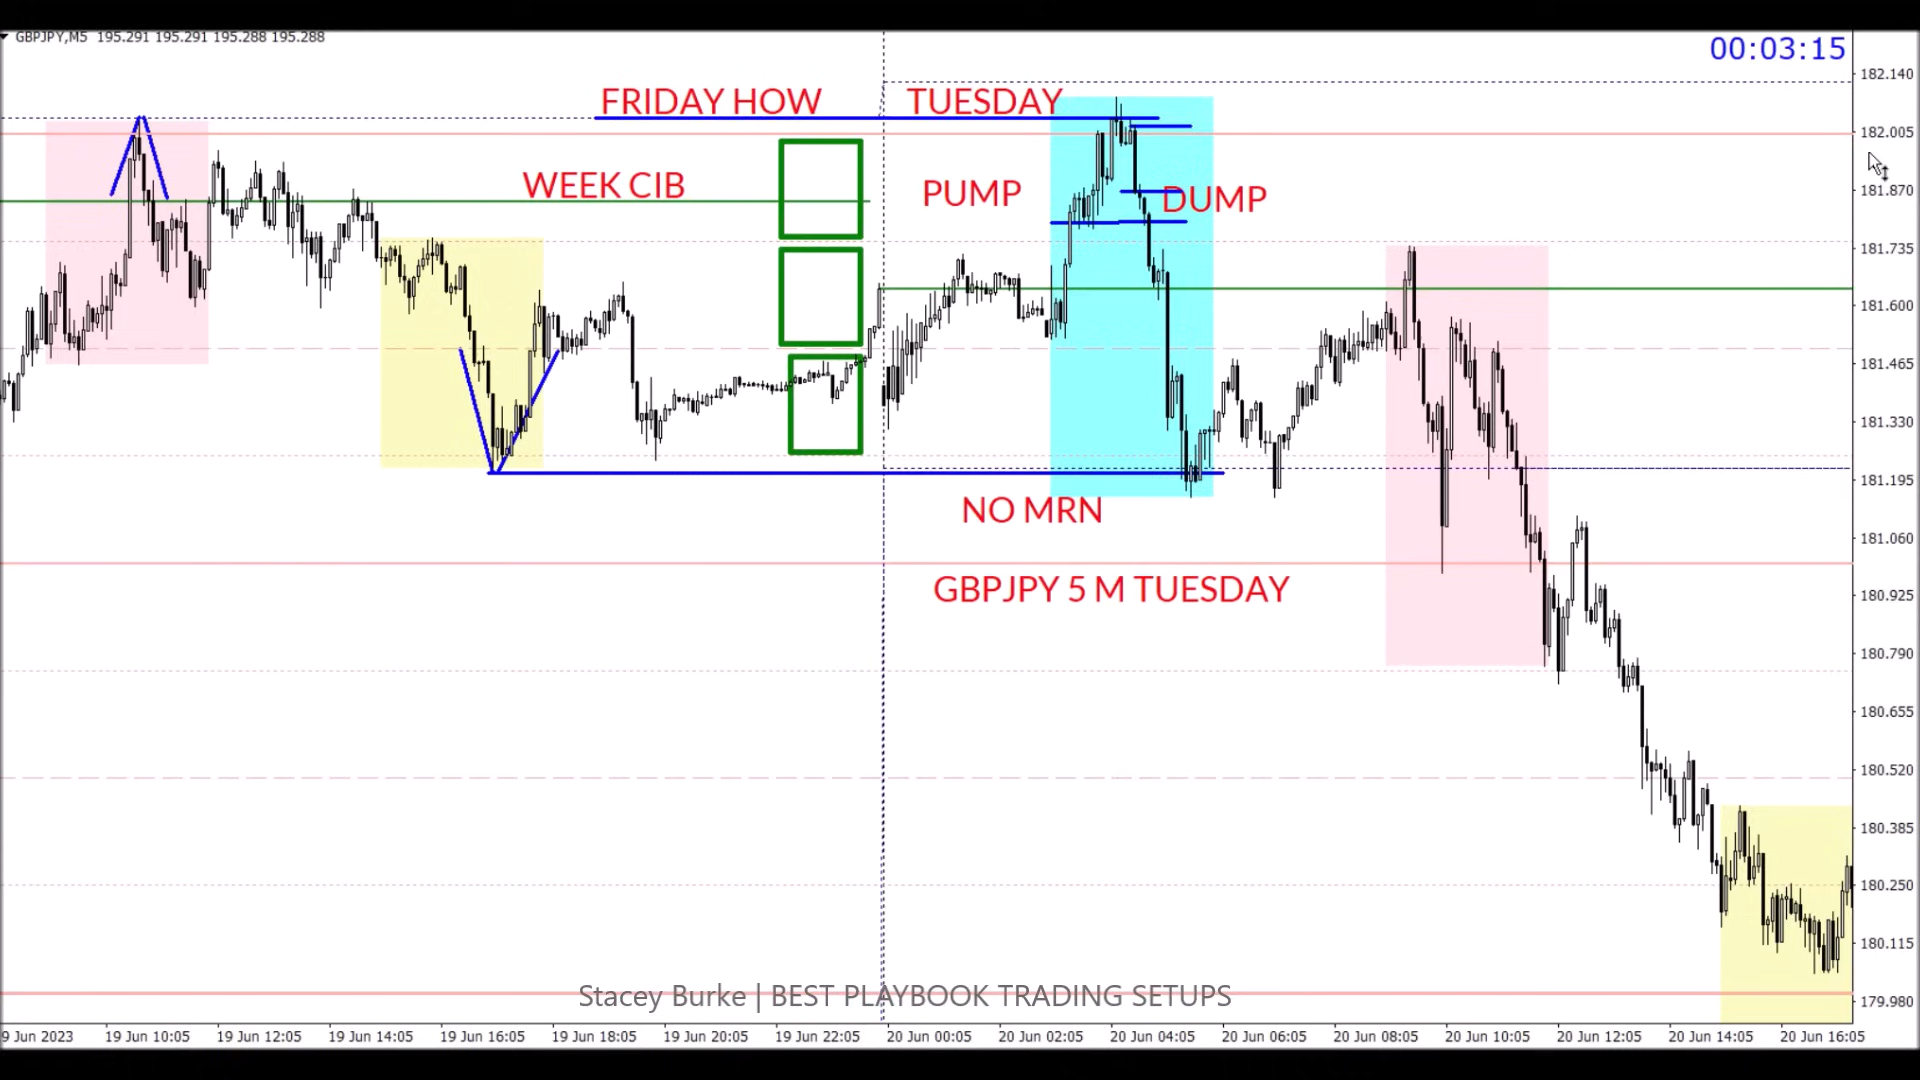 GBPJPY,M5 195.291 195.291 195.288 195.288
00:03:15
182.140
FRIDAY HOW
TUESDAY
182.005
WEEK CIB
PUMP
DUMP
181.870
181.735
181.600
181.465
181.330
181.195
NO MRN
181.060
GBPJPY 5 M TUESDAY
180.925
180.790
180.655
180.520
180.385
180.250
180.115
Stacey Burke | BEST PLAYBOOK TRADING SETUPS
179.980
9 Jun 2023
19 Jun 10:05
19 Jun 12:05
19 Jun 14:05
19 Jun 16:05
19 Jun 18:05
19 Jun 20:05
19 Jun 22:05
20 Jun 00:05
20 Jun 02:05
20 Jun 04:05
20 Jun 06:05
20 Jun 08:05
20 Jun 10:05
20 Jun 12:05
20 Jun 14:05
20 Jun 16:05